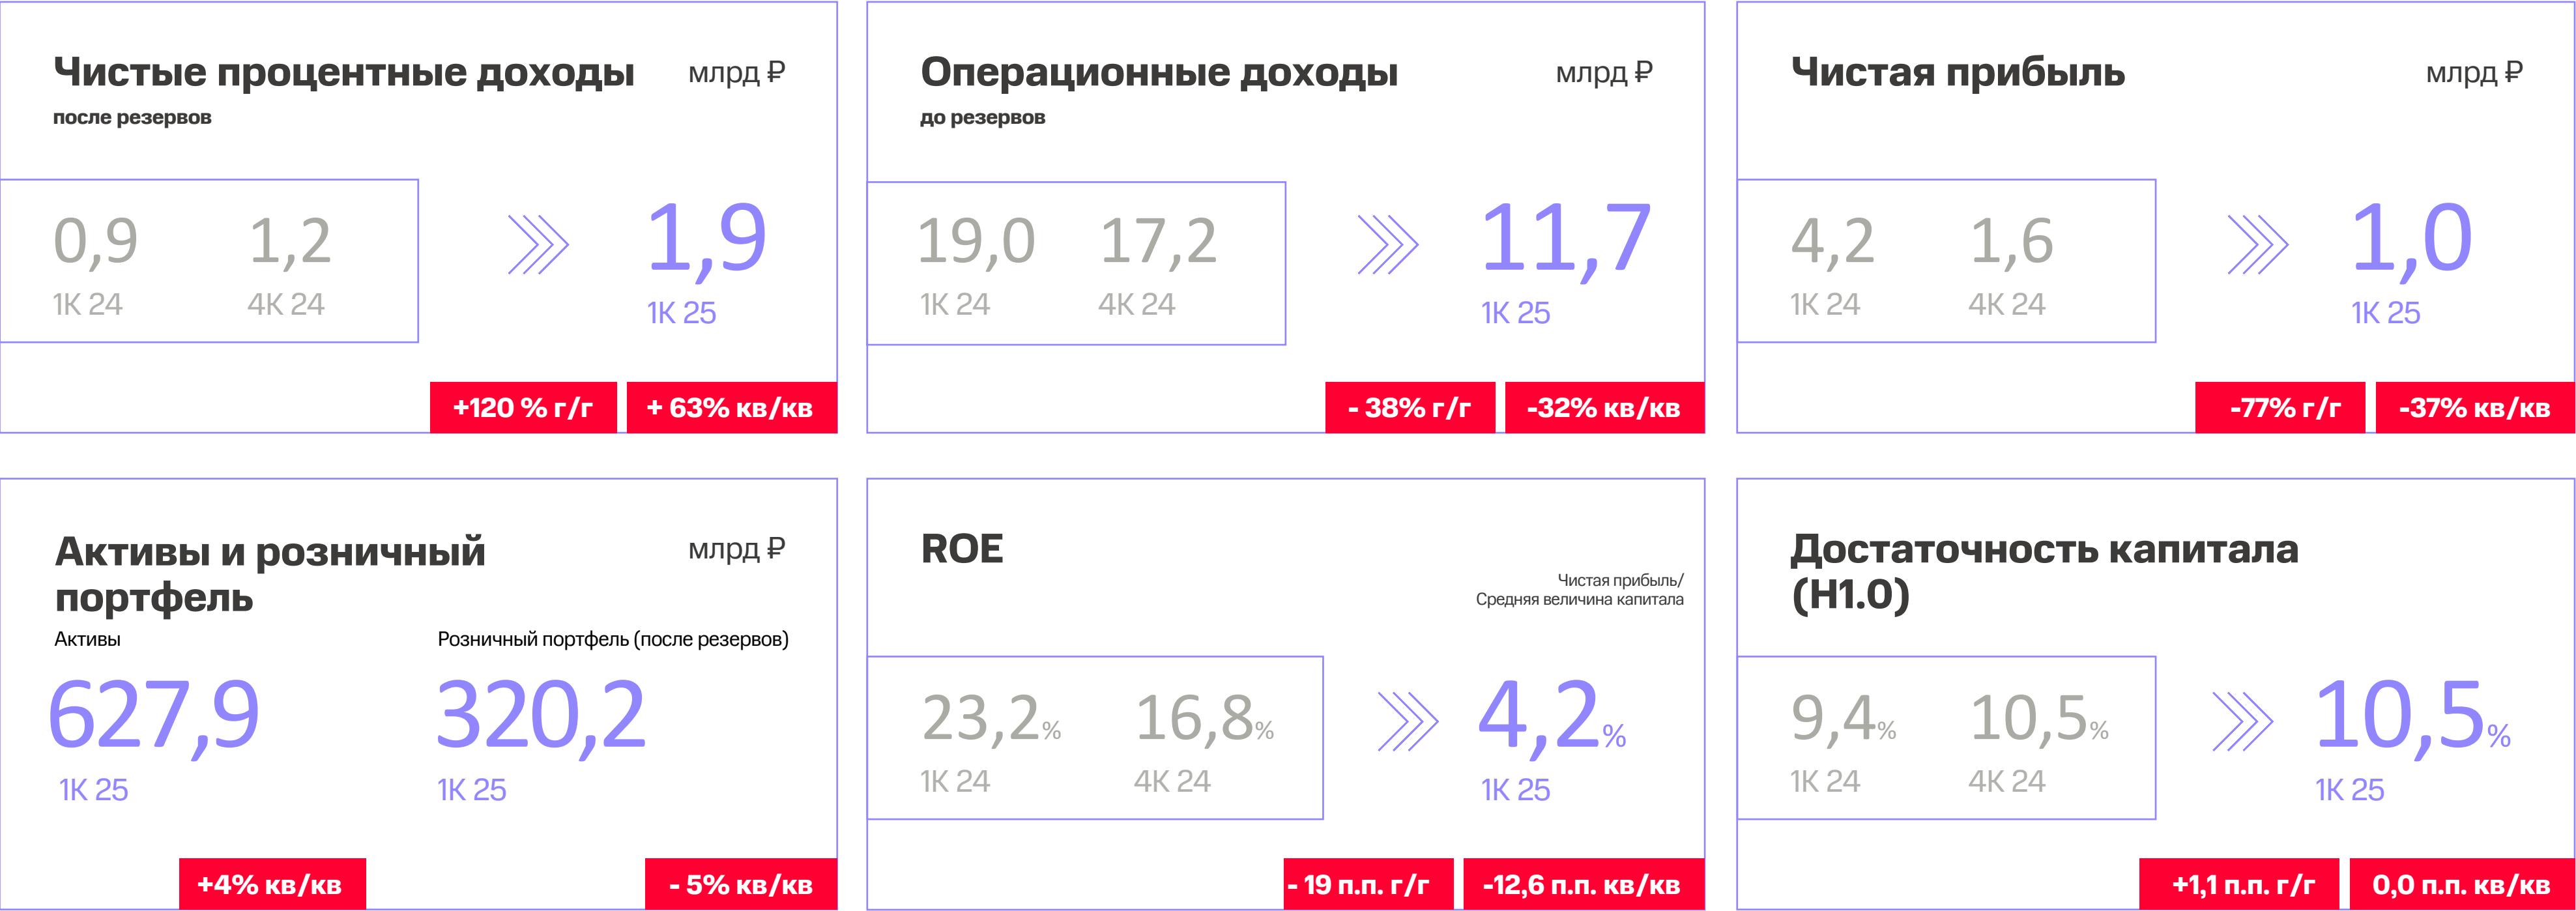 Чистые процентные доходы млрд ₽
после резервов
0,9 1,2 1,9
1К 24 4К 24 1К 25
+120 % г/г + 63% кв/кв
Операционные доходы млрд ₽
до резервов
19,0 17,2 11,7
1К 24 4К 24 1К 25
- 38% г/г -32% кв/кв
Чистая прибыль млрд ₽
4,2 1,6 1,0
1К 24 4К 24 1К 25
-77% г/г -37% кв/кв
Активы и розничный млрд ₽
портфель
Активы Розничный портфель (после резервов)
627,9 320,2
1К 25 1К 25
+4% кв/кв - 5% кв/кв
ROE
Чистая прибыль/
Средняя величина капитала
23,2% 16,8% 4,2%
1К 24 4К 24 1К 25
- 19 п.п. г/г -12,6 п.п. кв/кв
Достаточность капитала
(Н1.0)
9,4% 10,5% 10,5%
1К 24 4К 24 1К 25
+1,1 п.п. г/г 0,0 п.п. кв/кв